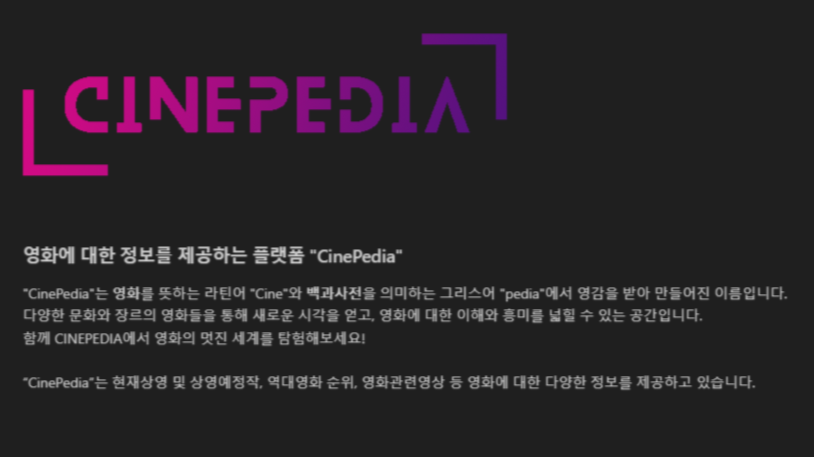 CINEPEDIA
영화에 대한 정보를 제공하는 플랫폼 "CinePedia"
"CinePedia"는 영화를 뜻하는 라틴어 "Cine"와 백과사전을 의미하는 그리스어 "pedia"에서 영감을 받아 만들어진 이름입니다.
다양한 문화와 장르의 영화들을 통해 새로운 시각을 얻고, 영화에 대한 이해와 흥미를 넓힐 수 있는 공간입니다.
함께 CINEPEDIA에서 영화의 멋진 세계를 탐험해보세요!
"CinePedia"는 현재상영 및 상영예정작, 역대영화 순위, 영화관련영상 등 영화에 대한 다양한 정보를 제공하고 있습니다.